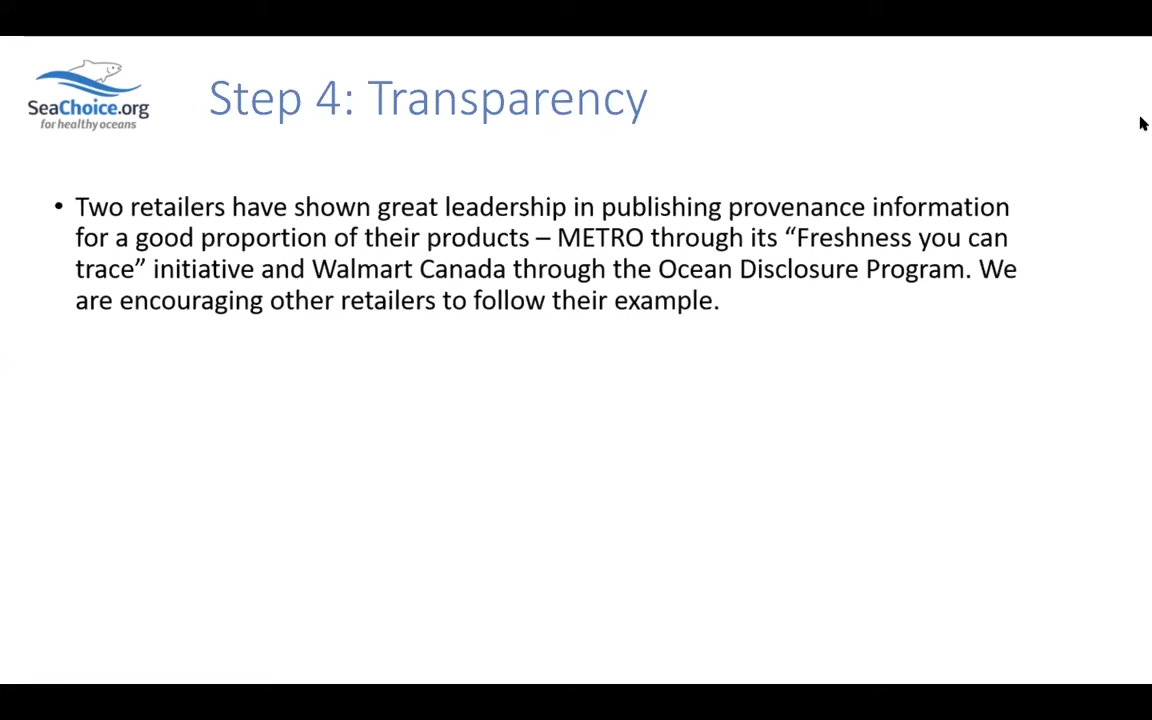 SeaChoice.org
for healthy oceans
Step 4: Transparency
• Two retailers have shown great leadership in publishing provenance information
for a good proportion of their products – METRO through its “Freshness you can
trace” initiative and Walmart Canada through the Ocean Disclosure Program. We
are encouraging other retailers to follow their example.